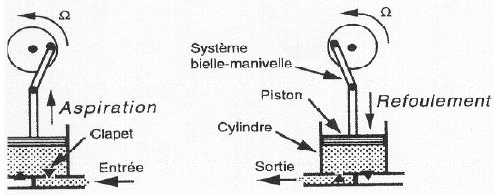 Ω
Aspiration
Clapet
Entrée
Ω
Système
bielle-manivelle
Piston
Refoulement
Cylindre
Sortie